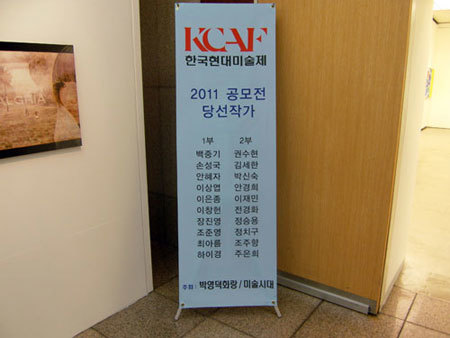 KCAF
한국현대미술제
2011 공모전
당선작가
1부 2부
백중기 권수현
손성국 김세한
안혜자 박신숙
이상엽 안경희
이은종 이재민
이창헌 전경화
장진영 정승용
조준영 정치구
최아름 조주향
하이경 주은희
주최 : 박영덕화랑 / 미술시대